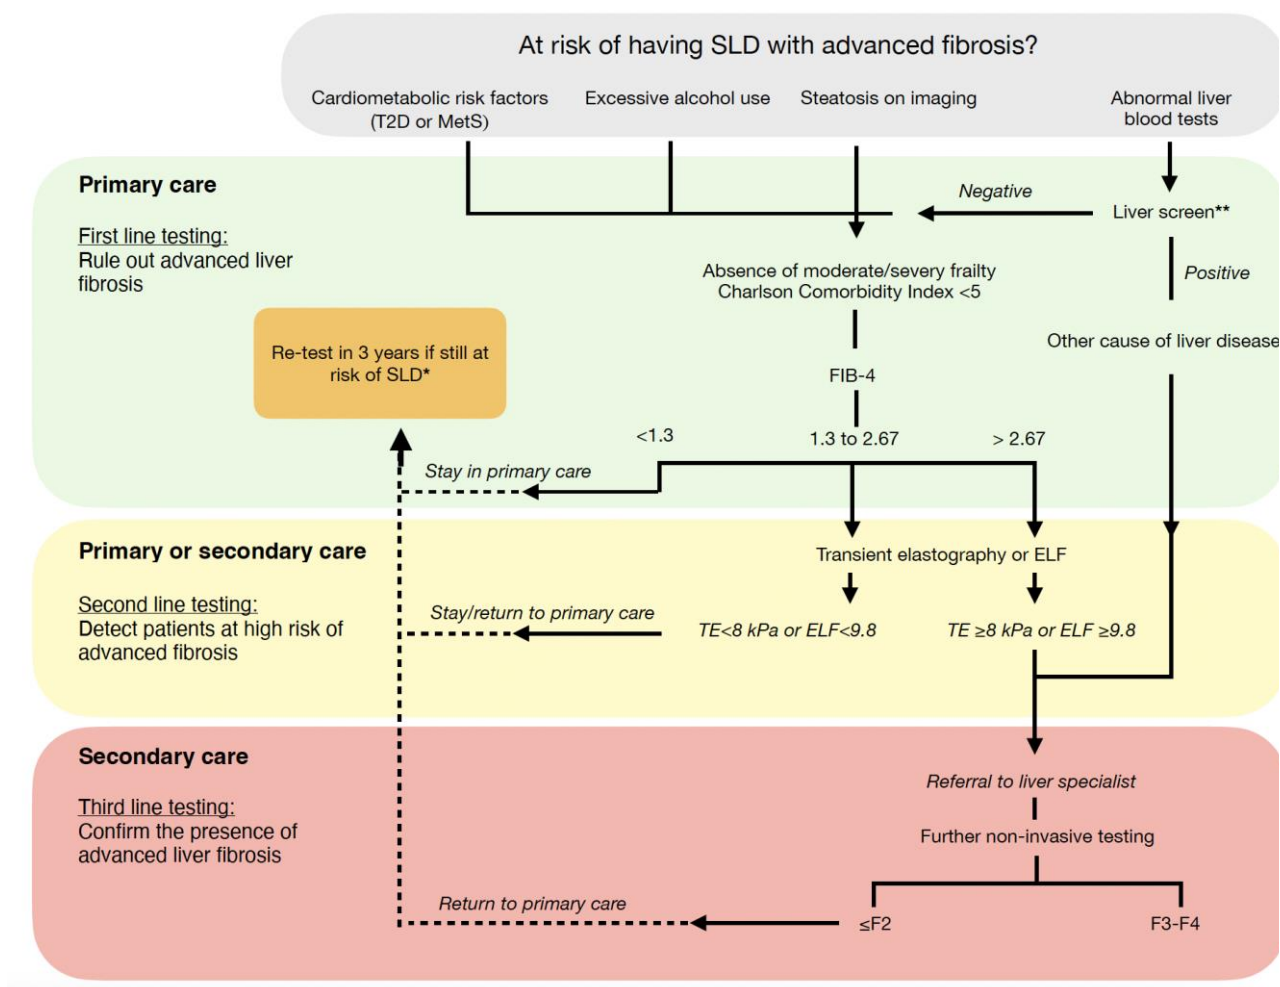 At risk of having SLD with advanced fibrosis?
Cardiometabolic risk factors
(T2D or MetS)
Excessive alcohol use
Steatosis on imaging
Abnormal liver
blood tests
Primary care
First line testing:
Rule out advanced liver
fibrosis
Negative
Liver screen**
Positive
Absence of moderate/severy frailty
Charlson Comorbidity Index <5
Other cause of liver disease
Re-test in 3 years if still at
risk of SLD*
FIB-4
<1.3
1.3 to 2.67
> 2.67
Stay in primary care
Primary or secondary care
Second line testing:
Detect patients at high risk of
advanced fibrosis
Transient elastography or ELF
Stay/return to primary care
TE<8 kPa or ELF<9.8
TE ≥8 kPa or ELF ≥9.8
Secondary care
Third line testing:
Confirm the presence of
advanced liver fibrosis
Referral to liver specialist
Further non-invasive testing
Return to primary care
≤F2
F3-F4